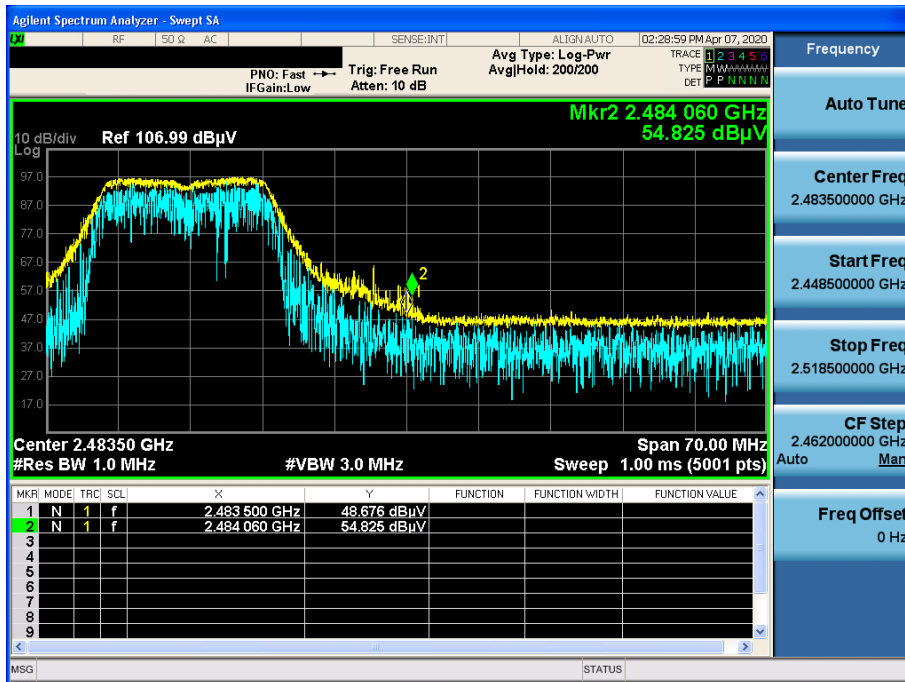 Agilent Spectrum Analyzer - Swept SA
LXI RF 50 Ω AC SENSE:INT ALIGN AUTO 02:28:59 PM Apr 07, 2020
PNO: Fast Trig: Free Run Avg Type: Log-Pwr TRACE 1 2 3 4 5 6
IFGain:Low Atten: 10 dB Avg|Hold: 200/200 TYPE M W
DET P P N N N N
Mkr2 2.484 060 GHz
54.825 dBµV
10 dB/div Ref 106.99 dBµV
Log
97.0
87.0
77.0
67.0
57.0
47.0
37.0
27.0
17.0
2
Center 2.48350 GHz Span 70.00 MHz
#Res BW 1.0 MHz #VBW 3.0 MHz Sweep 1.00 ms (5001 pts)
MKR MODE TRC SCL X Y FUNCTION FUNCTION WIDTH FUNCTION VALUE
1 N 1 f 2.483 500 GHz 48.676 dBµV
2 N 1 f 2.484 060 GHz 54.825 dBµV
3
4
5
6
7
8
9
MSG STATUS
Frequency
Auto Tune
Center Freq
2.483500000 GHz
Start Freq
2.448500000 GHz
Stop Freq
2.518500000 GHz
CF Step
2.462000000 GHz
Auto Man
Freq Offset
0 Hz